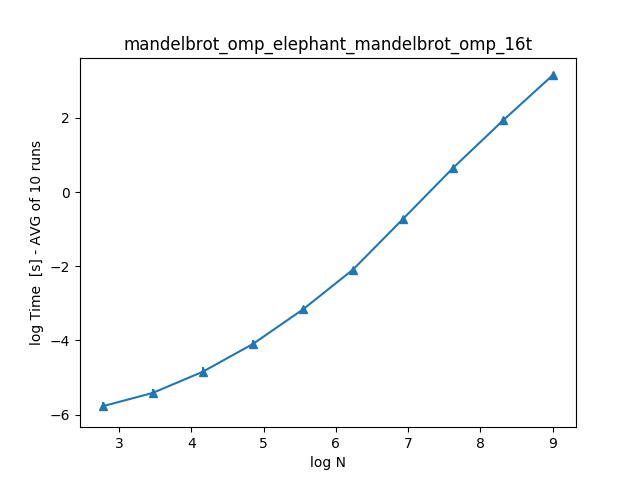 mandelbrot_omp_elephant_mandelbrot_omp_16t
log Time  [s] - AVG of 10 runs
2
0
−2
−4
−6
3 4 5 6 7 8 9
log N